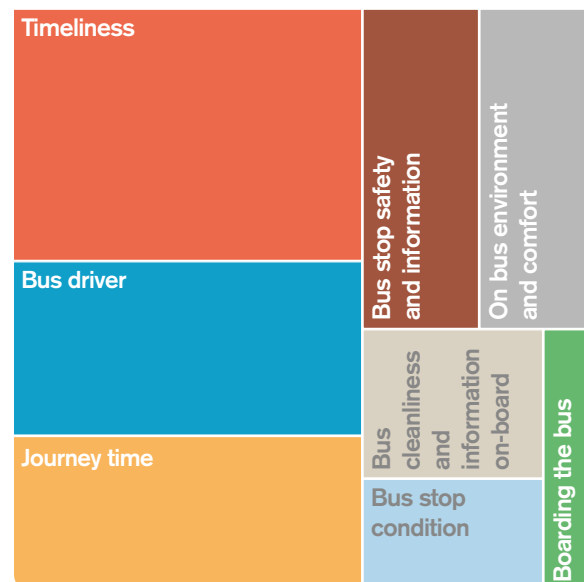 Timeliness
Bus driver
Journey time
Bus stop safety
and information
On bus environment
and comfort
Bus
cleanliness
and
information
on-board
Bus stop
condition
Boarding the bus